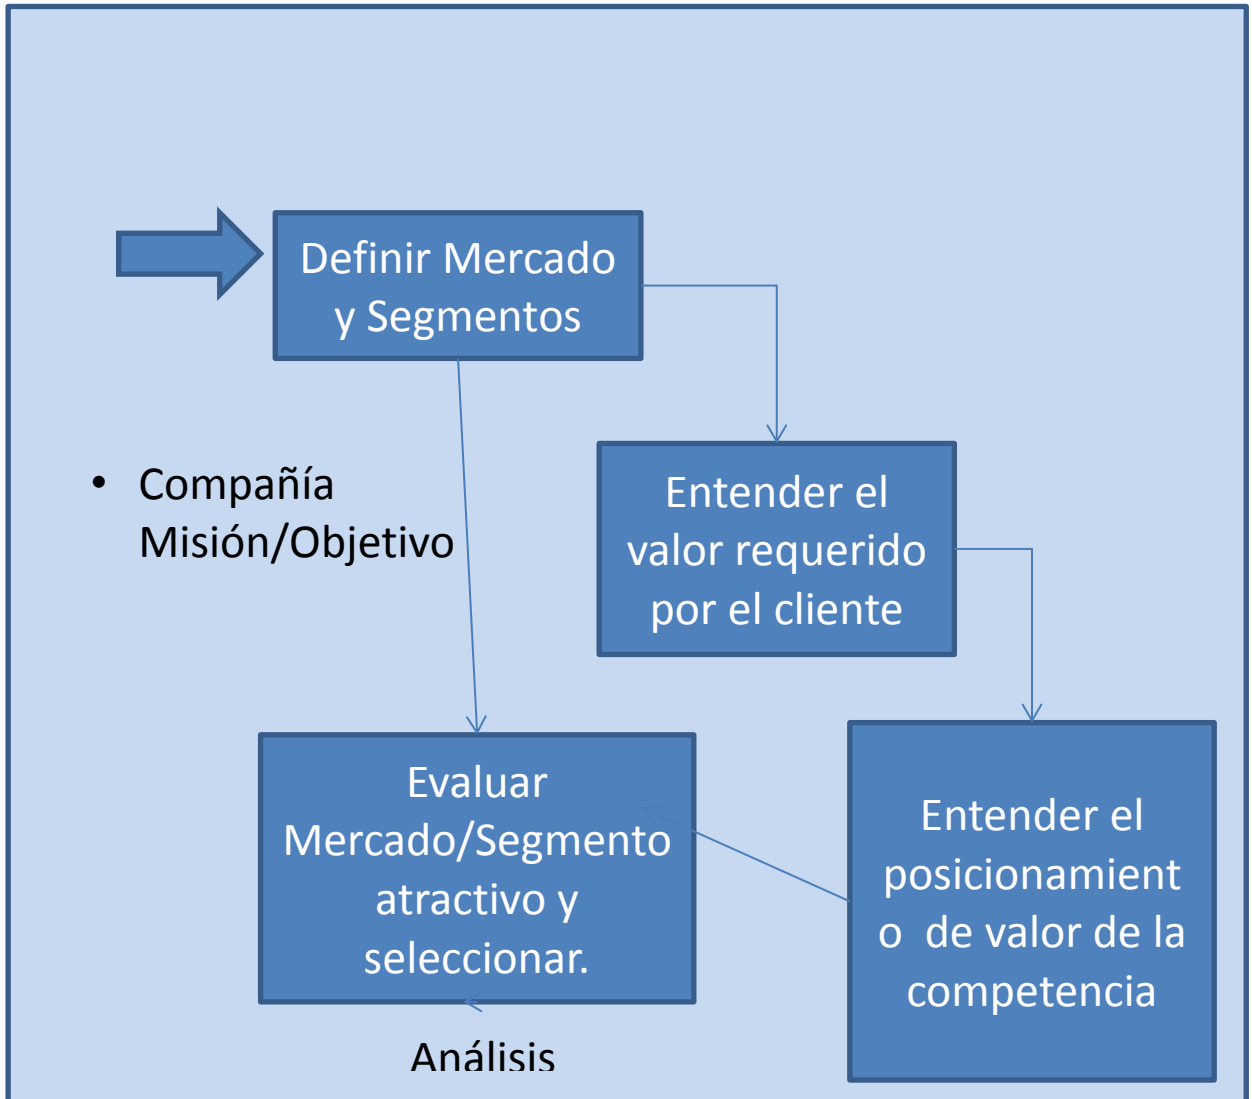 Definir Mercado
y Segmentos
• Compañía
Misión/Objetivo
Entender el
valor requerido
por el cliente
Evaluar
Mercado/Segmento
atractivo y
seleccionar.
Entender el
posicionamient
o de valor de la
competencia
Análisis